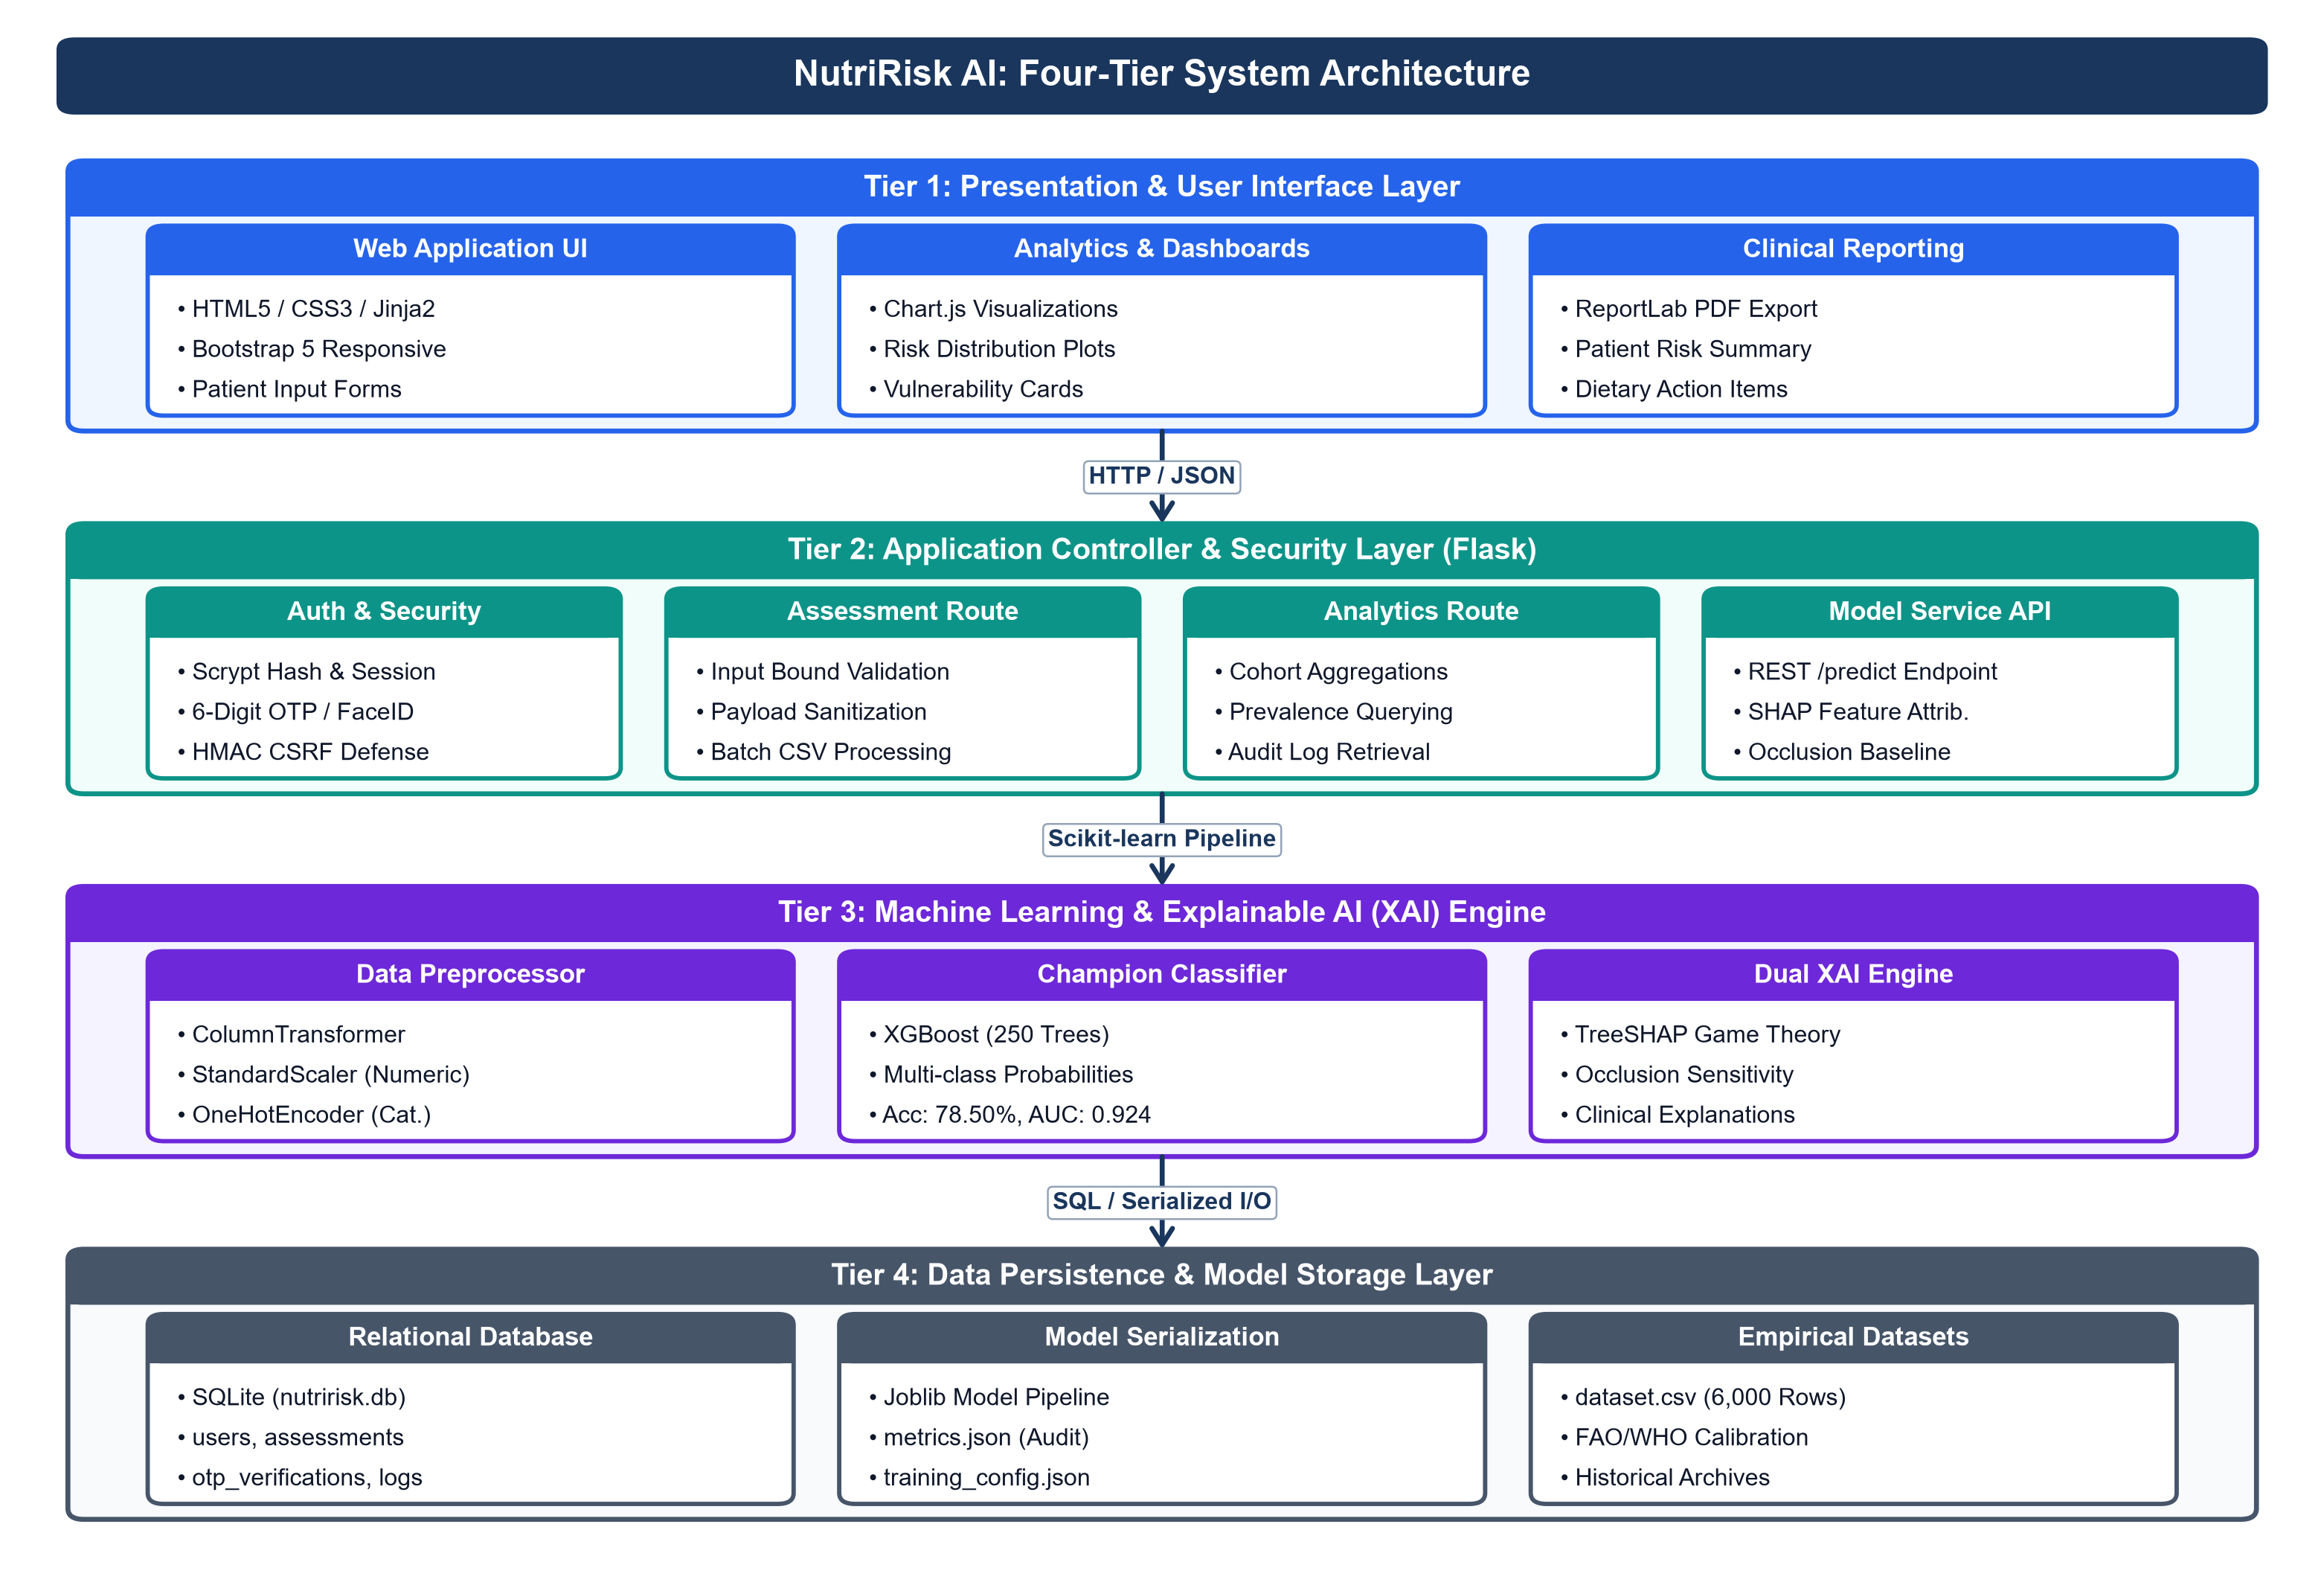 NutriRisk AI: Four-Tier System Architecture
Tier 1: Presentation & User Interface Layer
Web Application UI
• HTML5 / CSS3 / Jinja2
• Bootstrap 5 Responsive
• Patient Input Forms
Analytics & Dashboards
• Chart.js Visualizations
• Risk Distribution Plots
• Vulnerability Cards
Clinical Reporting
• ReportLab PDF Export
• Patient Risk Summary
• Dietary Action Items
HTTP / JSON
Tier 2: Application Controller & Security Layer (Flask)
Auth & Security
• Scrypt Hash & Session
• 6-Digit OTP / FaceID
• HMAC CSRF Defense
Assessment Route
• Input Bound Validation
• Payload Sanitization
• Batch CSV Processing
Analytics Route
• Cohort Aggregations
• Prevalence Querying
• Audit Log Retrieval
Model Service API
• REST /predict Endpoint
• SHAP Feature Attrib.
• Occlusion Baseline
Scikit-learn Pipeline
Tier 3: Machine Learning & Explainable AI (XAI) Engine
Data Preprocessor
• ColumnTransformer
• StandardScaler (Numeric)
• OneHotEncoder (Cat.)
Champion Classifier
• XGBoost (250 Trees)
• Multi-class Probabilities
• Acc: 78.50%, AUC: 0.924
Dual XAI Engine
• TreeSHAP Game Theory
• Occlusion Sensitivity
• Clinical Explanations
SQL / Serialized I/O
Tier 4: Data Persistence & Model Storage Layer
Relational Database
• SQLite (nutririsk.db)
• users, assessments
• otp_verifications, logs
Model Serialization
• Joblib Model Pipeline
• metrics.json (Audit)
• training_config.json
Empirical Datasets
• dataset.csv (6,000 Rows)
• FAO/WHO Calibration
• Historical Archives